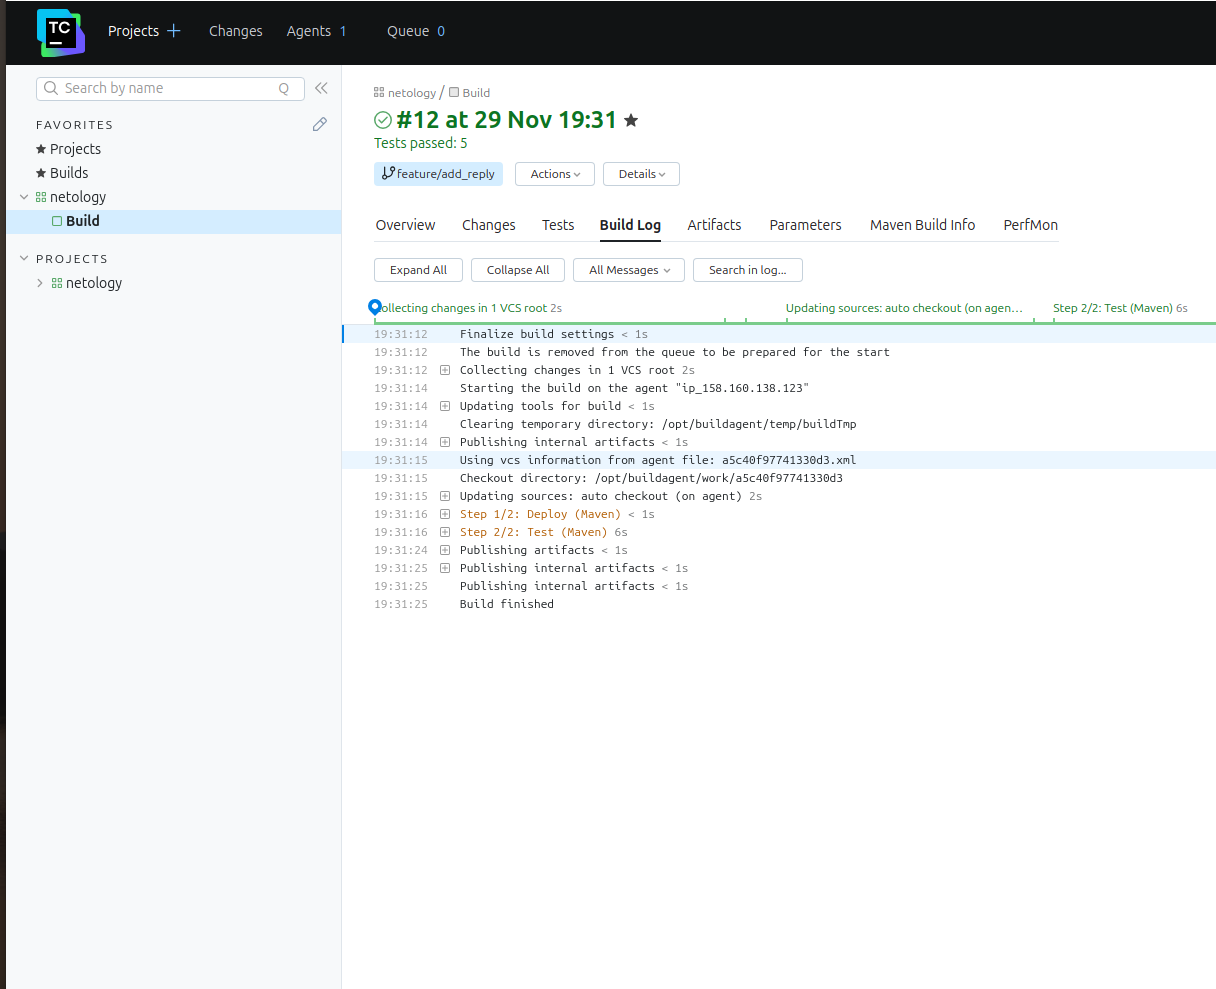 TC
Projects
Changes
Agents 1
Queue 0
Search by name Q
FAVORITES
Projects
Builds
netology
Build
PROJECTS
netology
netology / Build
#12 at 29 Nov 19:31
Tests passed: 5
feature/add_reply Actions Details
Overview Changes Tests Build Log Artifacts Parameters Maven Build Info PerfMon
Expand All Collapse All All Messages Search in log...
ollecting changes in 1 VCS root 2s Updating sources: auto checkout (on agen... Step 2/2: Test (Maven) 6s
19:31:12 Finalize build settings < 1s
19:31:12 The build is removed from the queue to be prepared for the start
19:31:12 Collecting changes in 1 VCS root 2s
19:31:14 Starting the build on the agent "ip_158.160.138.123"
19:31:14 Updating tools for build < 1s
19:31:14 Clearing temporary directory: /opt/buildagent/temp/buildTmp
19:31:14 Publishing internal artifacts < 1s
19:31:15 Using vcs information from agent file: a5c40f97741330d3.xml
19:31:15 Checkout directory: /opt/buildagent/work/a5c40f97741330d3
19:31:15 Updating sources: auto checkout (on agent) 2s
19:31:16 Step 1/2: Deploy (Maven) < 1s
19:31:16 Step 2/2: Test (Maven) 6s
19:31:24 Publishing artifacts < 1s
19:31:25 Publishing internal artifacts < 1s
19:31:25 Publishing internal artifacts < 1s
19:31:25 Build finished